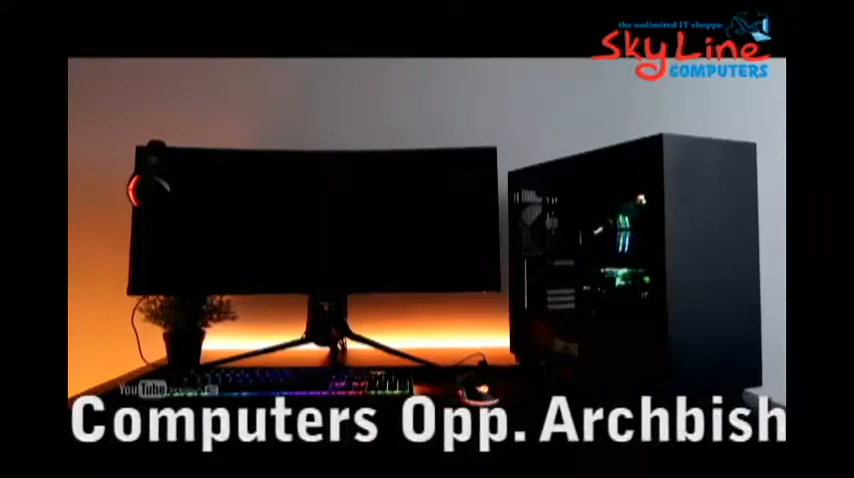 the unlimited IT shoppe
SkyLine
COMPUTERS
YouTube
Computers Opp. Archbish